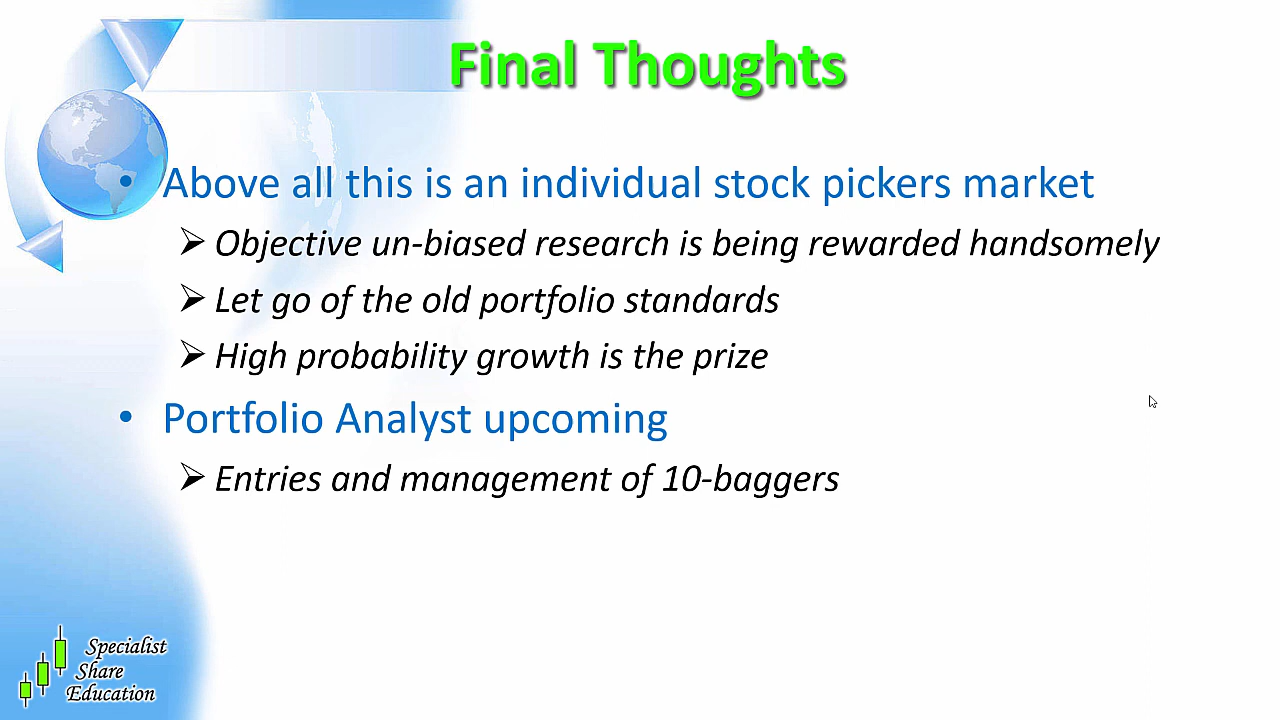 Final Thoughts
• Above all this is an individual stock pickers market
➢ Objective un-biased research is being rewarded handsomely
➢ Let go of the old portfolio standards
➢ High probability growth is the prize
• Portfolio Analyst upcoming
➢ Entries and management of 10-baggers
Specialist
Share
Education